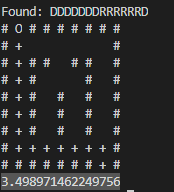 Found: DDDDDDDRRRRRRD
# O # # # # # # #
# +             #
# + # #   # #   #
# + #       #   #
# + #   #   #   #
# + #   #   #   #
# + #   #   #   #
# + + + + + + + #
# # # # # # # + #
3.498971462249756